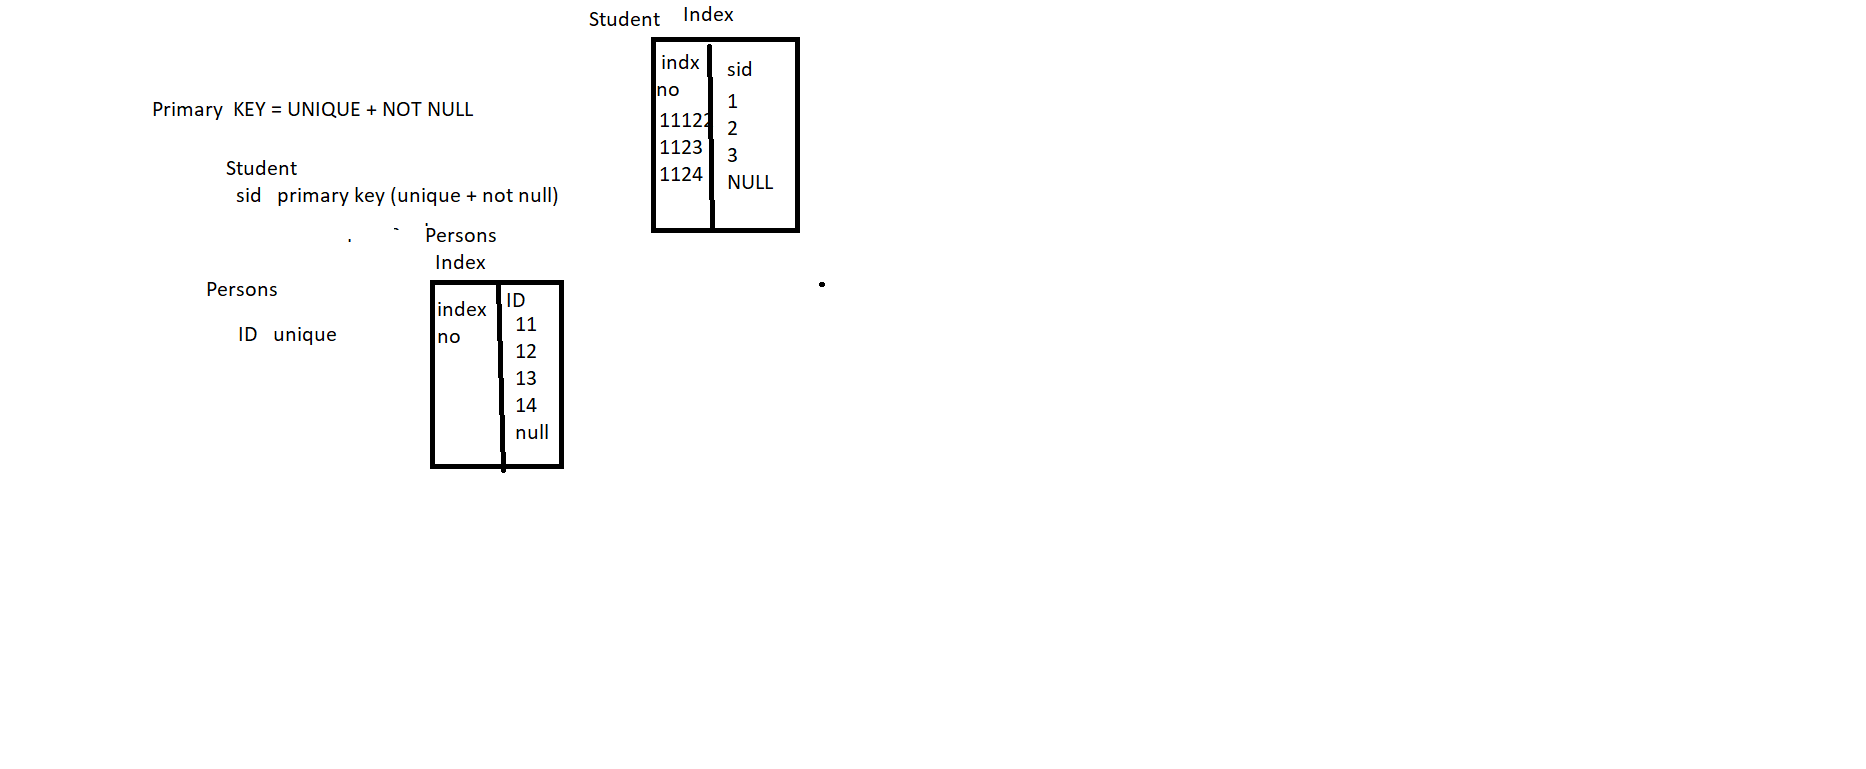 Student Index
indx sid
no
1
11122
2
1123
3
1124
NULL
Primary KEY = UNIQUE + NOT NULL
Student
sid primary key (unique + not null)
Persons
Index
Persons
ID unique
index ID
no
11
12
13
14
null